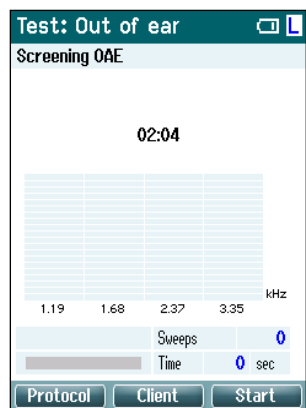 Test: Out of ear L
Screening OAE
02:04
kHz
1.19 1.68 2.37 3.35
Sweeps 0
Time 0 sec
Protocol Client Start